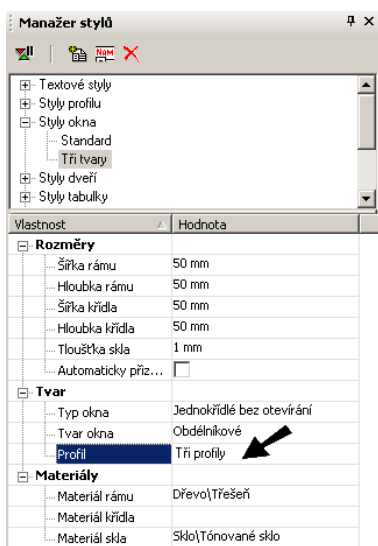 Manažer stylů
NAM
Textové styly
Styly profilu
Styly okna
Standard
Tři tvary
Styly dveří
Styly tabulky
Vlastnost Hodnota
Rozměry
Šířka rámu 50 mm
Hloubka rámu 50 mm
Šířka křídla 50 mm
Hloubka křídla 50 mm
Tloušťka skla 1 mm
Automaticky přiz...
Tvar
Typ okna Jednokřídlé bez otevírání
Tvar okna Obdélníkové
Profil Tři profily
Materiály
Materiál rámu Dřevo\Třešeň
Materiál křídla
Materiál skla Sklo\Tónované sklo